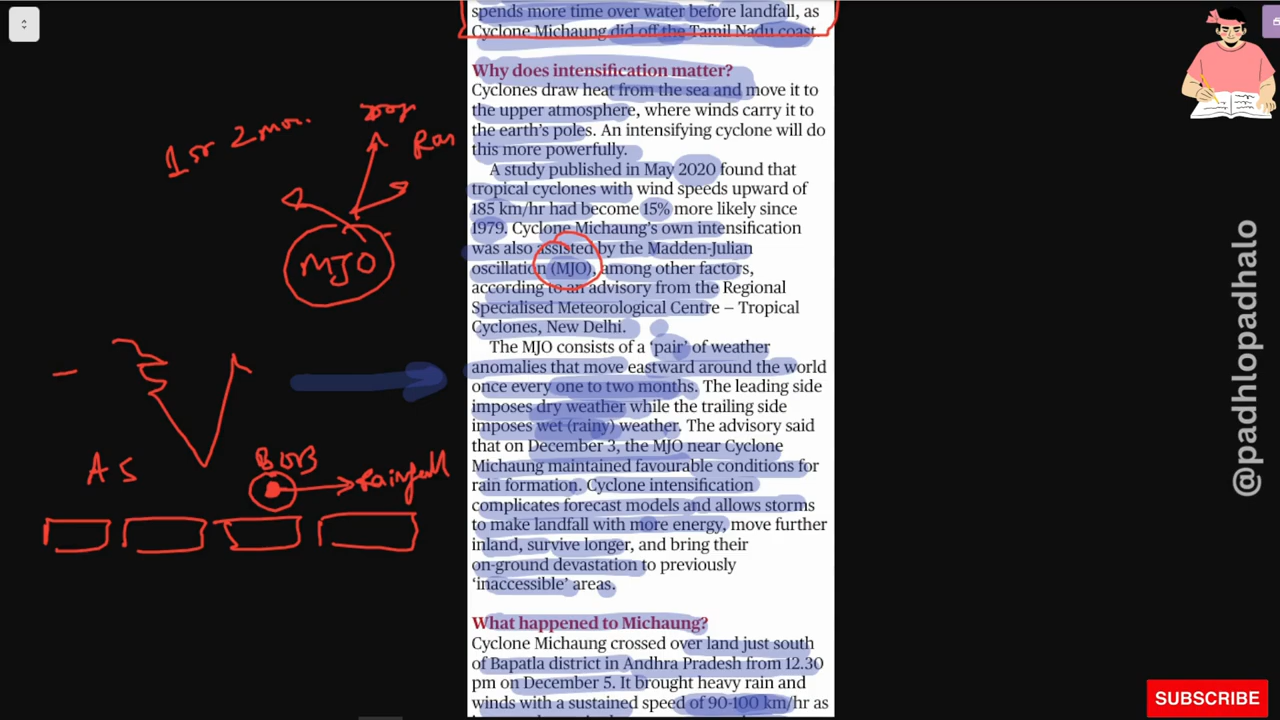 spends more time over water before landfall, as
Cyclone Michaung did off the Tamil Nadu coast.
Why does intensification matter?
Cyclones draw heat from the sea and move it to
the upper atmosphere, where winds carry it to
the earth's poles. An intensifying cyclone will do
this more powerfully.
A study published in May 2020 found that
tropical cyclones with wind speeds upward of
185 km/hr had become 15% more likely since
1979. Cyclone Michaung's own intensification
was also assisted by the Madden-Julian
oscillation (MJO), among other factors,
according to an advisory from the Regional
Specialised Meteorological Centre – Tropical
Cyclones, New Delhi.
The MJO consists of a 'pair' of weather
anomalies that move eastward around the world
once every one to two months. The leading side
imposes dry weather while the trailing side
imposes wet (rainy) weather. The advisory said
that on December 3, the MJO near Cyclone
Michaung maintained favourable conditions for
rain formation. Cyclone intensification
complicates forecast models and allows storms
to make landfall with more energy, move further
inland, survive longer, and bring their
on-ground devastation to previously
'inaccessible' areas.
What happened to Michaung?
Cyclone Michaung crossed over land just south
of Bapatla district in Andhra Pradesh from 12.30
pm on December 5. It brought heavy rain and
winds with a sustained speed of 90-100 km/hr as
1 or 2 mon.
MJO
AS
BOB
Rainfall
@padhlopadhalo
SUBSCRIBE